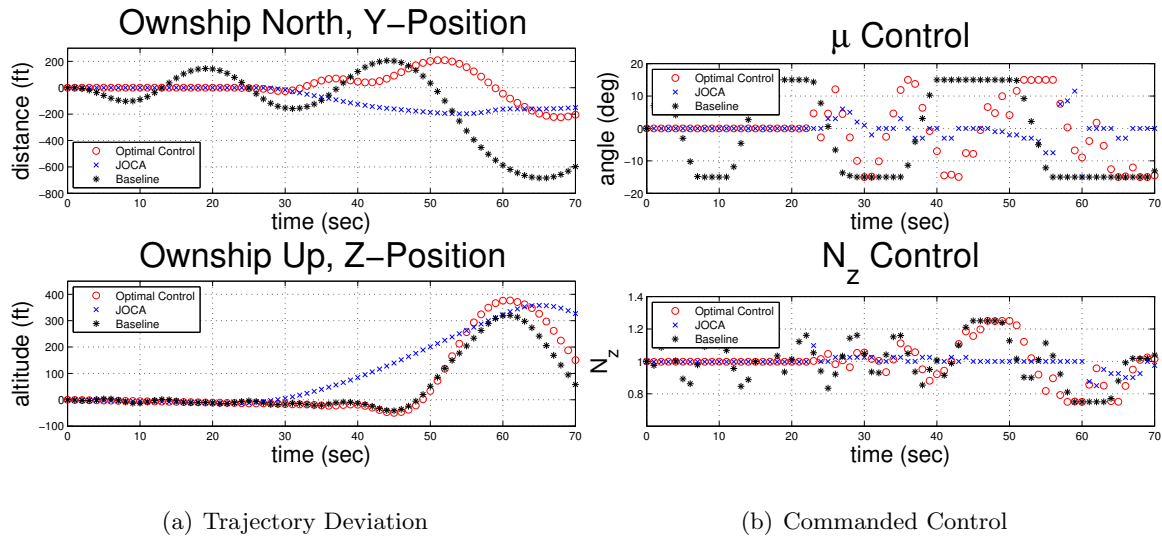 Ownship North, Y−Position
distance (ft)
200
0
−200
−400
−600
−800
Optimal Control
JOCA
Baseline
0 10 20 30 40 50 60 70
time (sec)
μ Control
angle (deg)
20
10
0
−10
−20
Optimal Control
JOCA
Baseline
0 10 20 30 40 50 60 70
time (sec)
Ownship Up, Z−Position
altitude (ft)
400
300
200
100
0
−100
Optimal Control
JOCA
Baseline
0 10 20 30 40 50 60 70
time (sec)
N_z Control
N_z
1.4
1.2
1
0.8
Optimal Control
JOCA
Baseline
0 10 20 30 40 50 60 70
time (sec)
(a) Trajectory Deviation
(b) Commanded Control